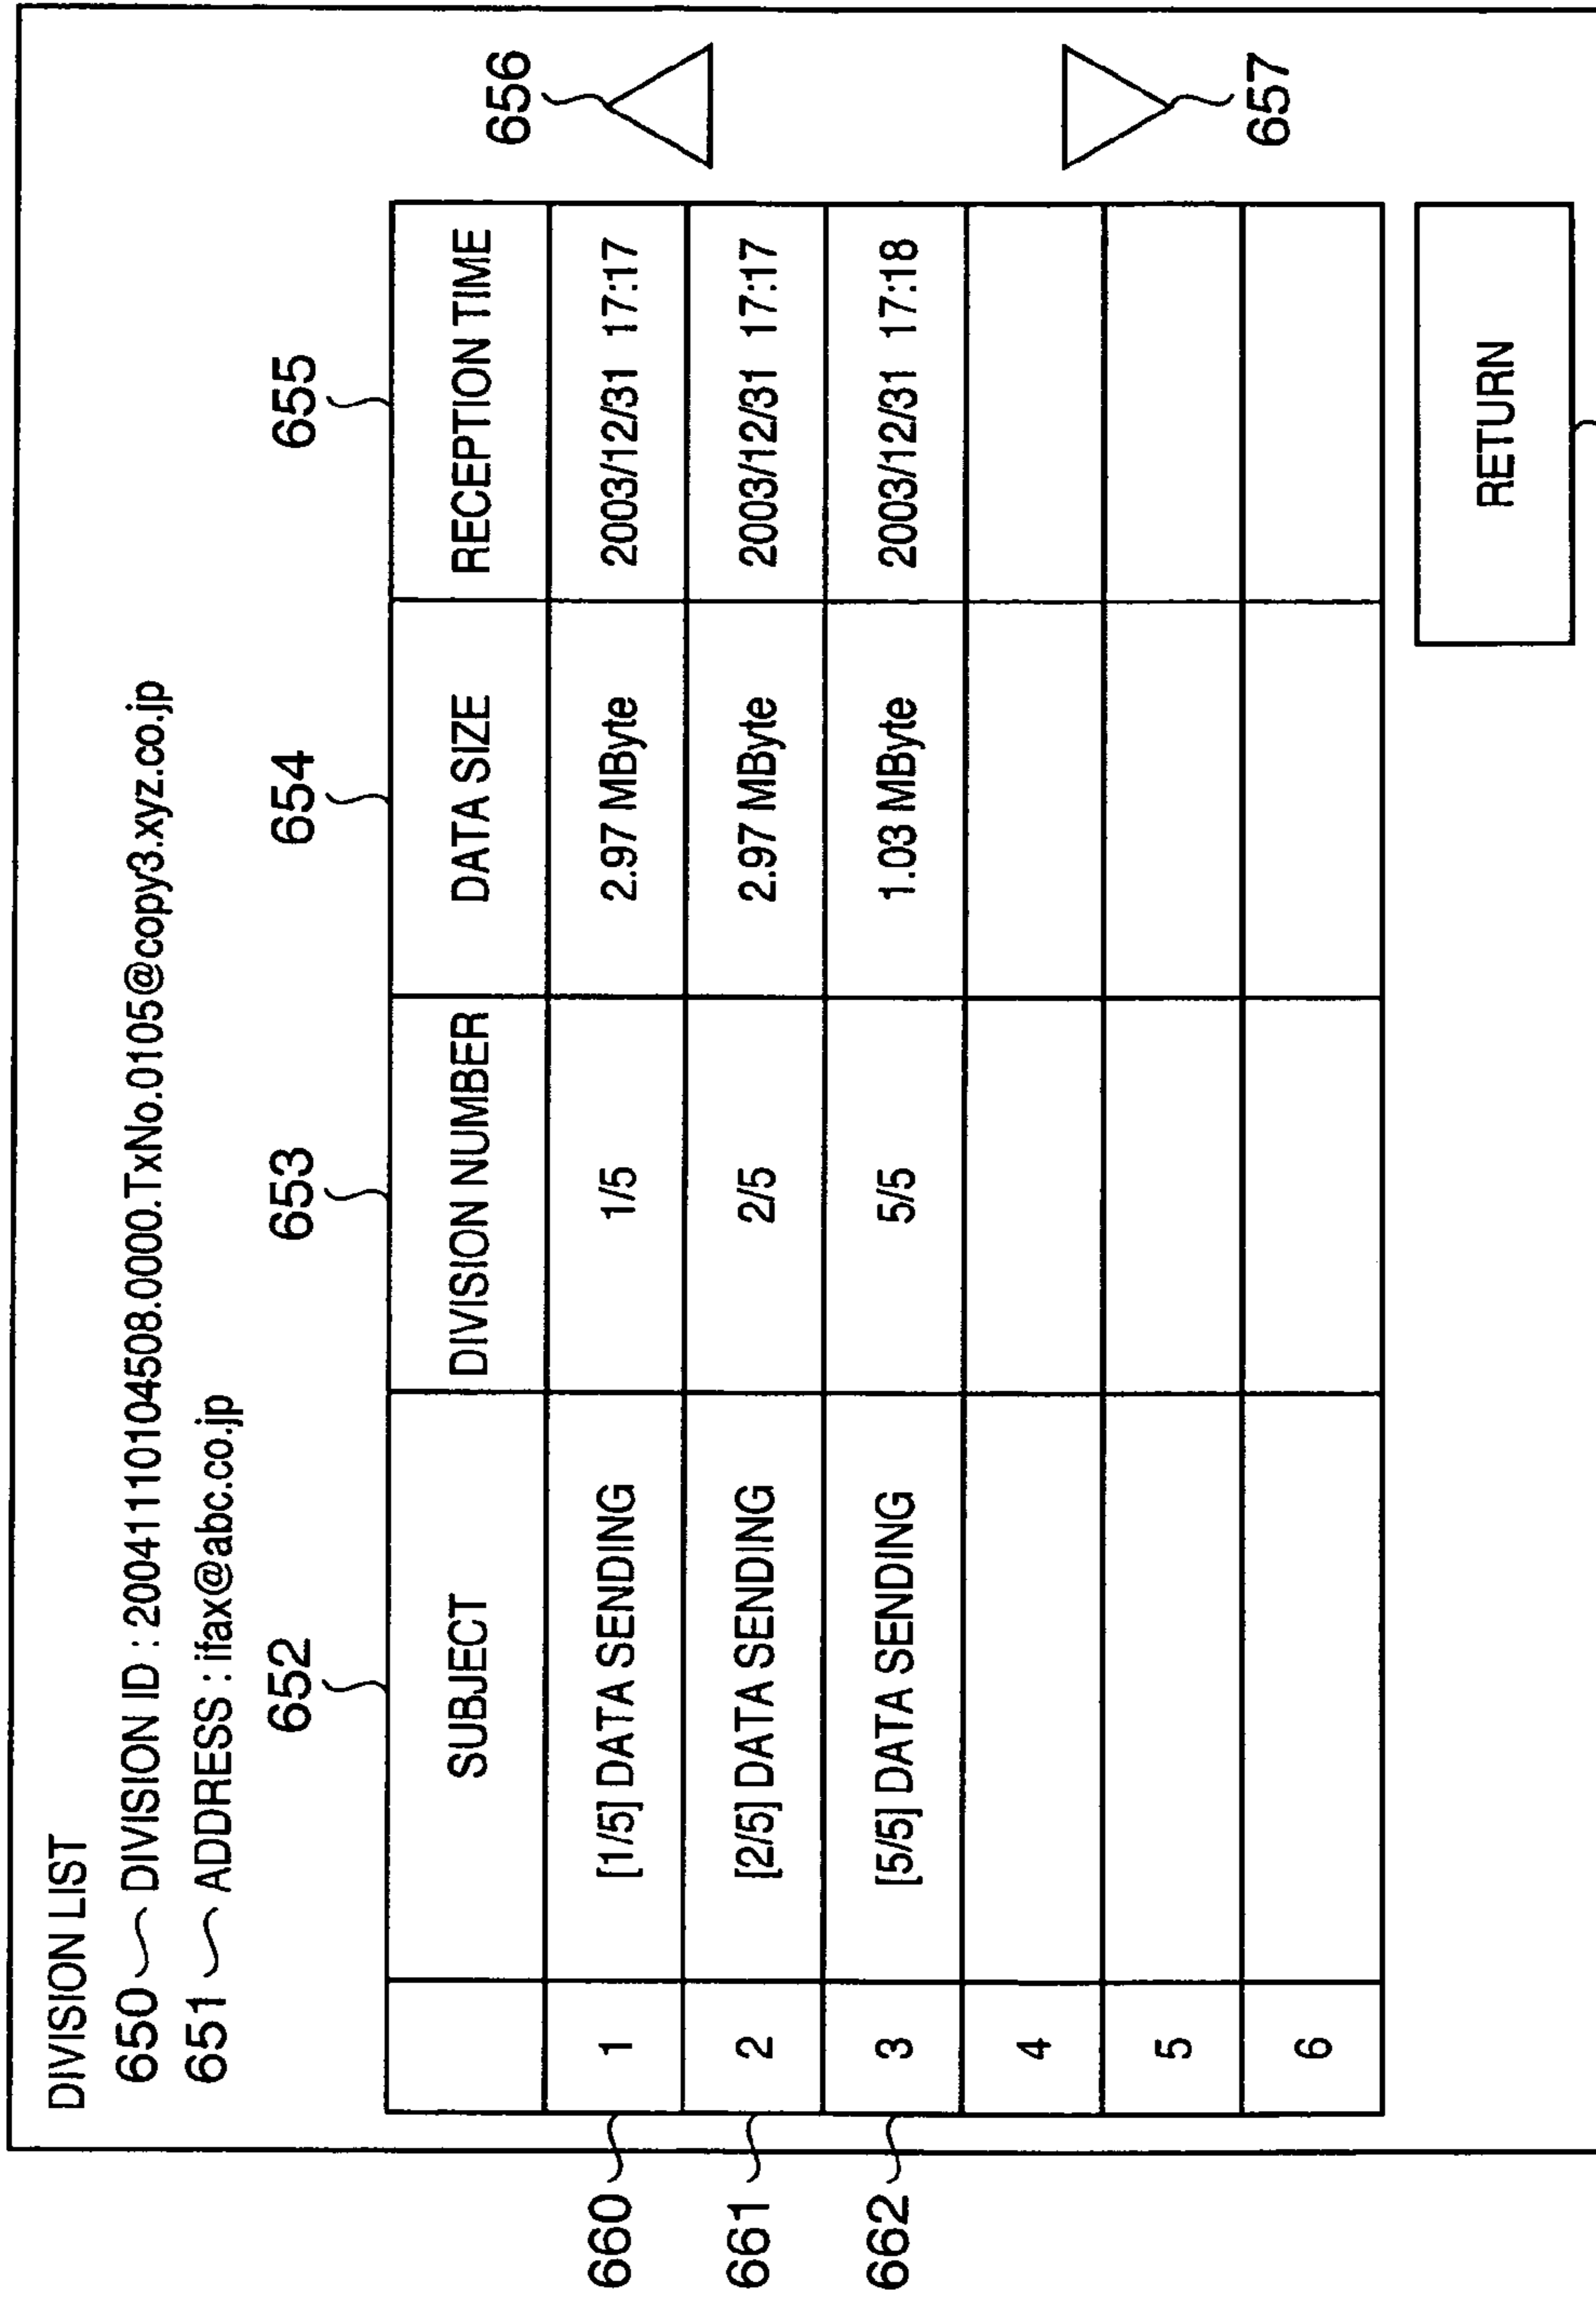 DIVISION LIST
650 DIVISION ID : 20041110104508.0000.TxNo.0105@copy3.xyz.co.jp
651 ADDRESS : ifax@abc.co.jp
652 653 654 655
SUBJECT DIVISION NUMBER DATA SIZE RECEPTION TIME
656
660 1 [1/5] DATA SENDING 1/5 2.97 MByte 2003/12/31 17:17
661 2 [2/5] DATA SENDING 2/5 2.97 MByte 2003/12/31 17:17
662 3 [5/5] DATA SENDING 5/5 1.03 MByte 2003/12/31 17:18
4
5
6
657
RETURN